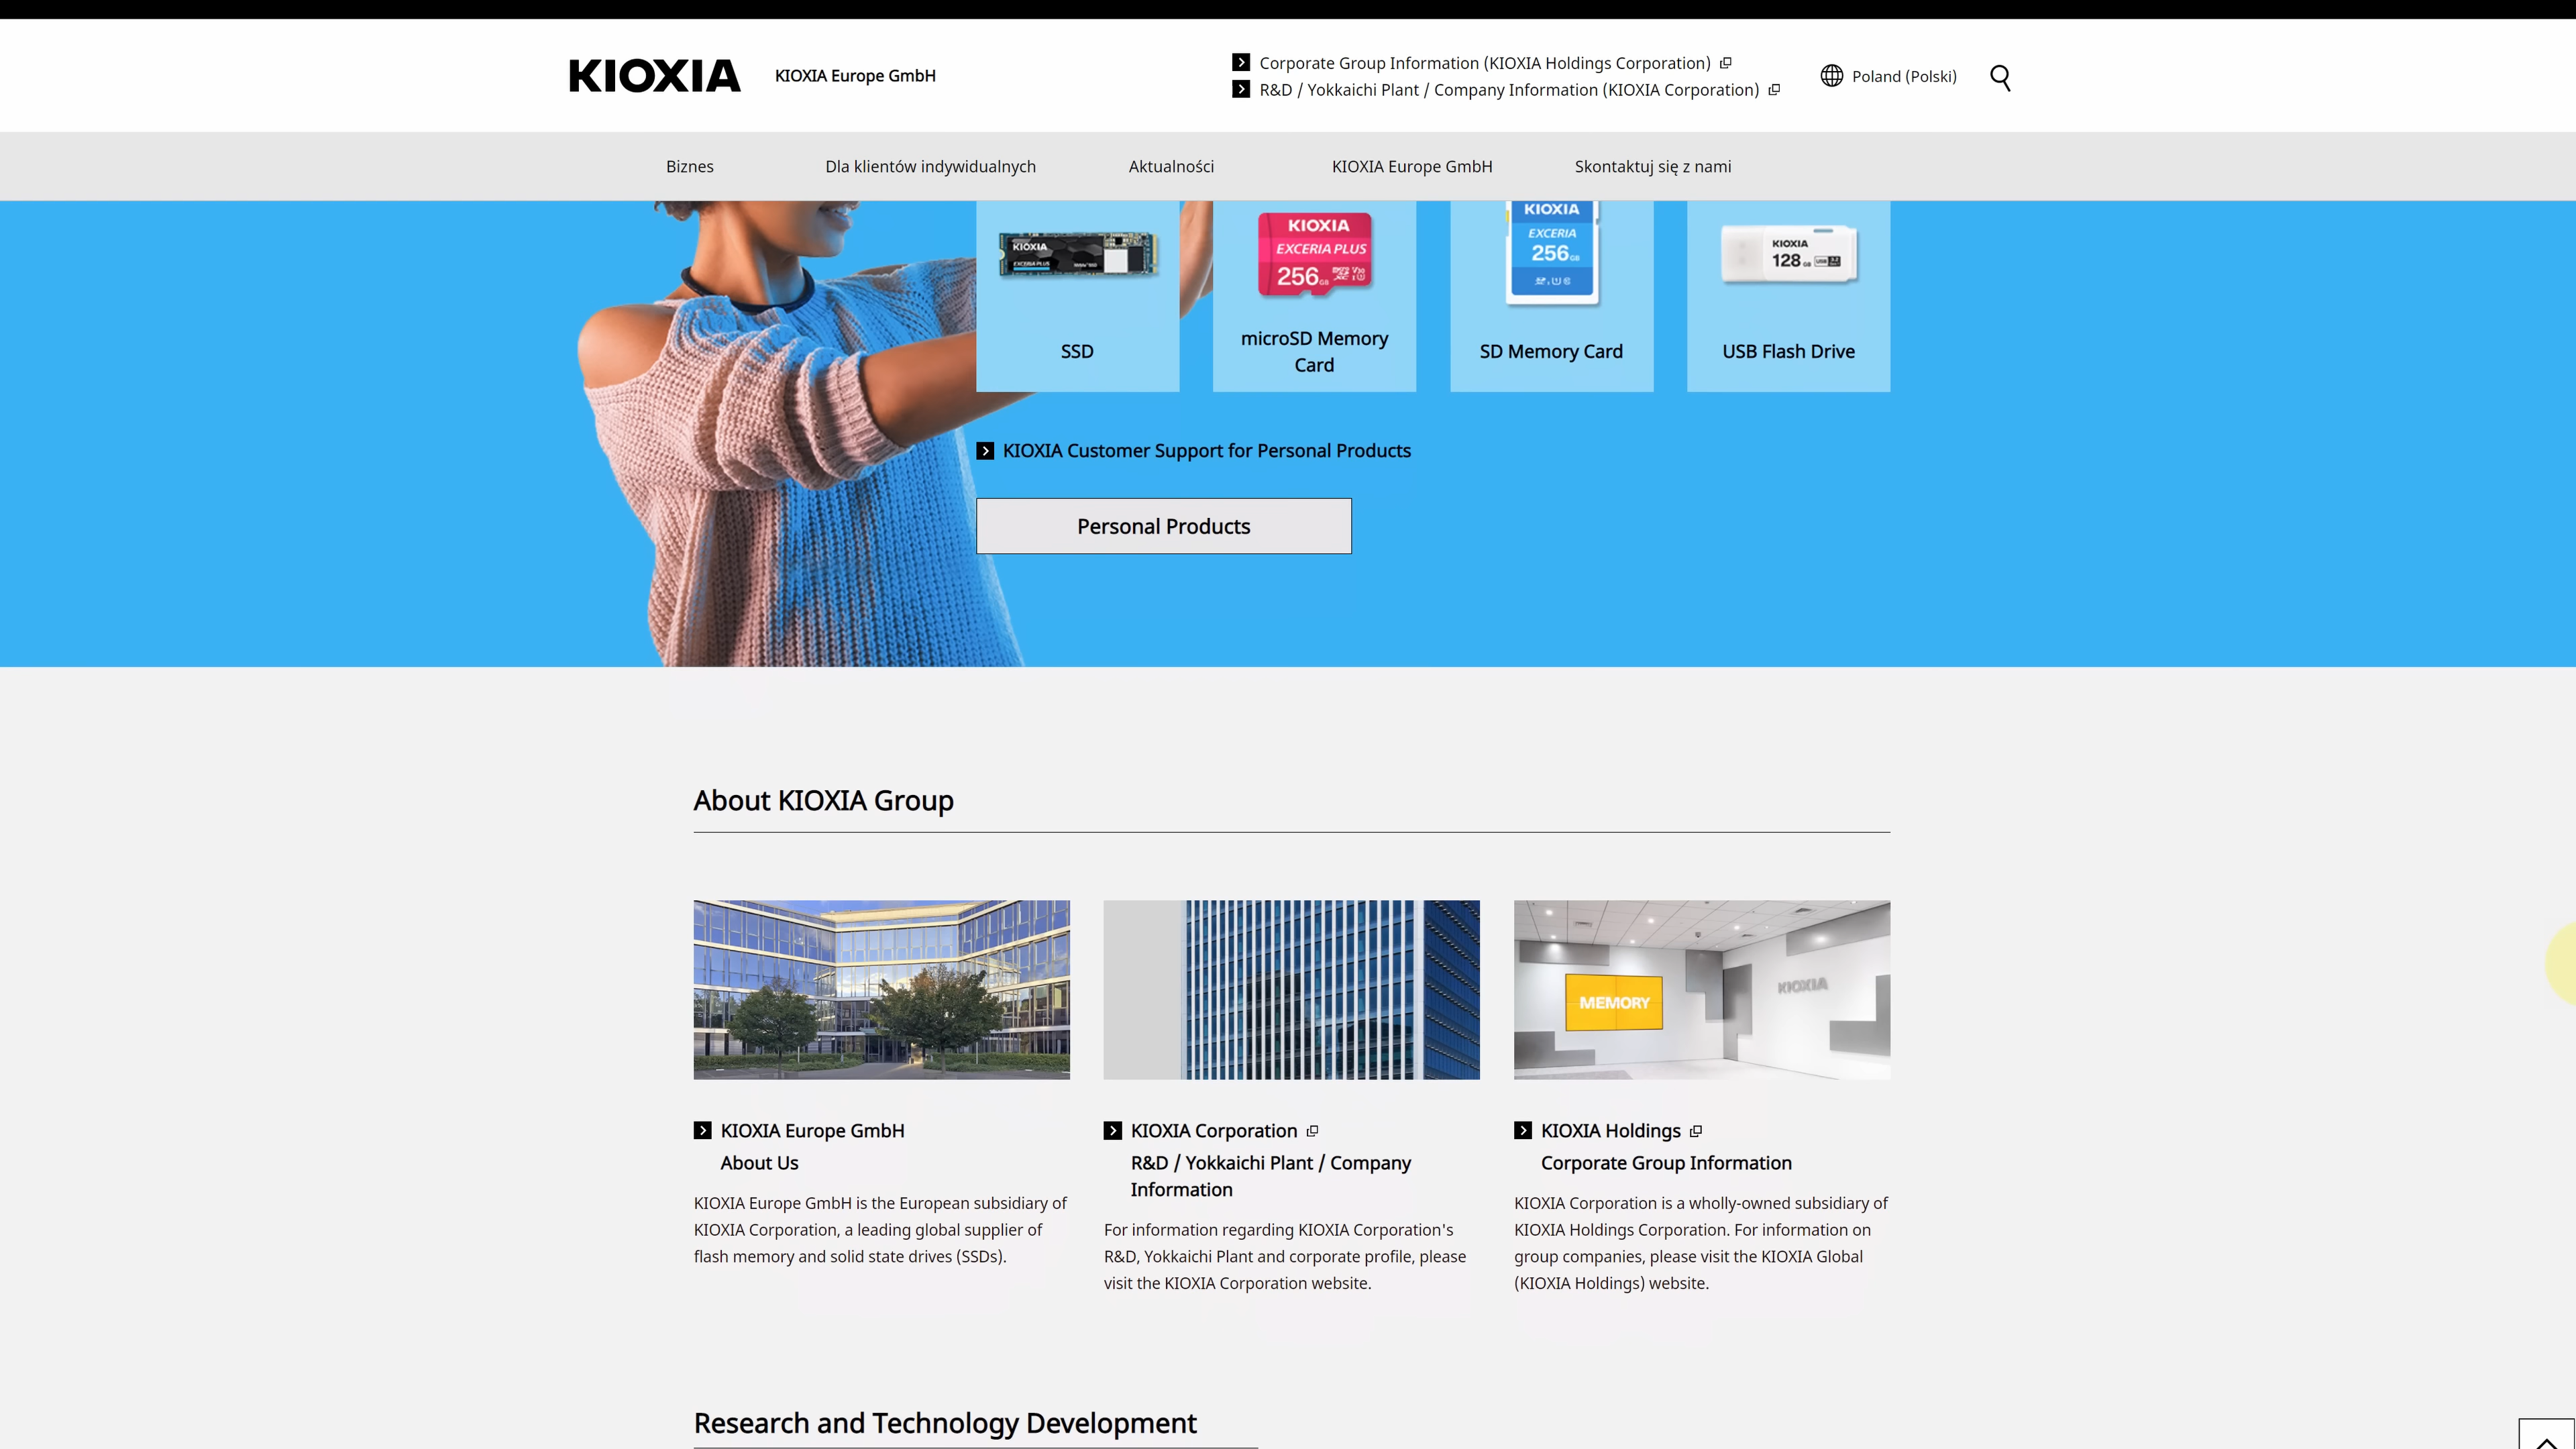 KIOXIA
KIOXIA Europe GmbH
Corporate Group Information (KIOXIA Holdings Corporation)
R&D / Yokkaichi Plant / Company Information (KIOXIA Corporation)
Poland (Polski)
Biznes
Dla klientów indywidualnych
Aktualności
KIOXIA Europe GmbH
Skontaktuj się z nami
KIOXIA
EXCERIA PLUS
SSD
KIOXIA
EXCERIA PLUS
256GB
microSD Memory
Card
KIOXIA
EXCERIA
256GB
SD Memory Card
KIOXIA
128GB
USB Flash Drive
KIOXIA Customer Support for Personal Products
Personal Products
About KIOXIA Group
MEMORY
KIOXIA
KIOXIA Europe GmbH
About Us
KIOXIA Europe GmbH is the European subsidiary of
KIOXIA Corporation, a leading global supplier of
flash memory and solid state drives (SSDs).
KIOXIA Corporation
R&D / Yokkaichi Plant / Company
Information
For information regarding KIOXIA Corporation's
R&D, Yokkaichi Plant and corporate profile, please
visit the KIOXIA Corporation website.
KIOXIA Holdings
Corporate Group Information
KIOXIA Corporation is a wholly-owned subsidiary of
KIOXIA Holdings Corporation. For information on
group companies, please visit the KIOXIA Global
(KIOXIA Holdings) website.
Research and Technology Development